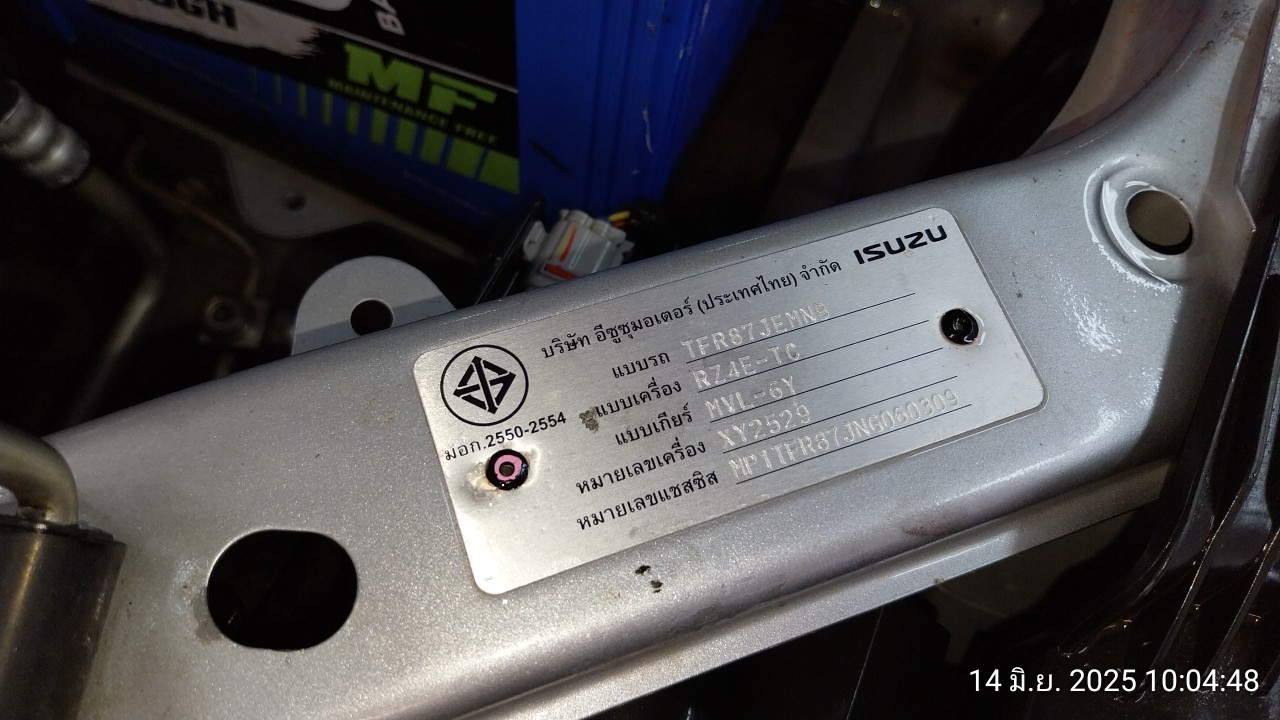 MF
MAINTENANCE FREE
ISUZU
บริษัท อีซูซุมอเตอร์ (ประเทศไทย) จำกัด
แบบรถ TFR87JEMNB
แบบเครื่อง RZ4E-TC
แบบเกียร์ MVL-6Y
หมายเลขเครื่อง XY2529
หมายเลขแชสซิส MP1TFR87JNG060309
มอก.2550-2554
14 มิ.ย. 2025 10:04:48